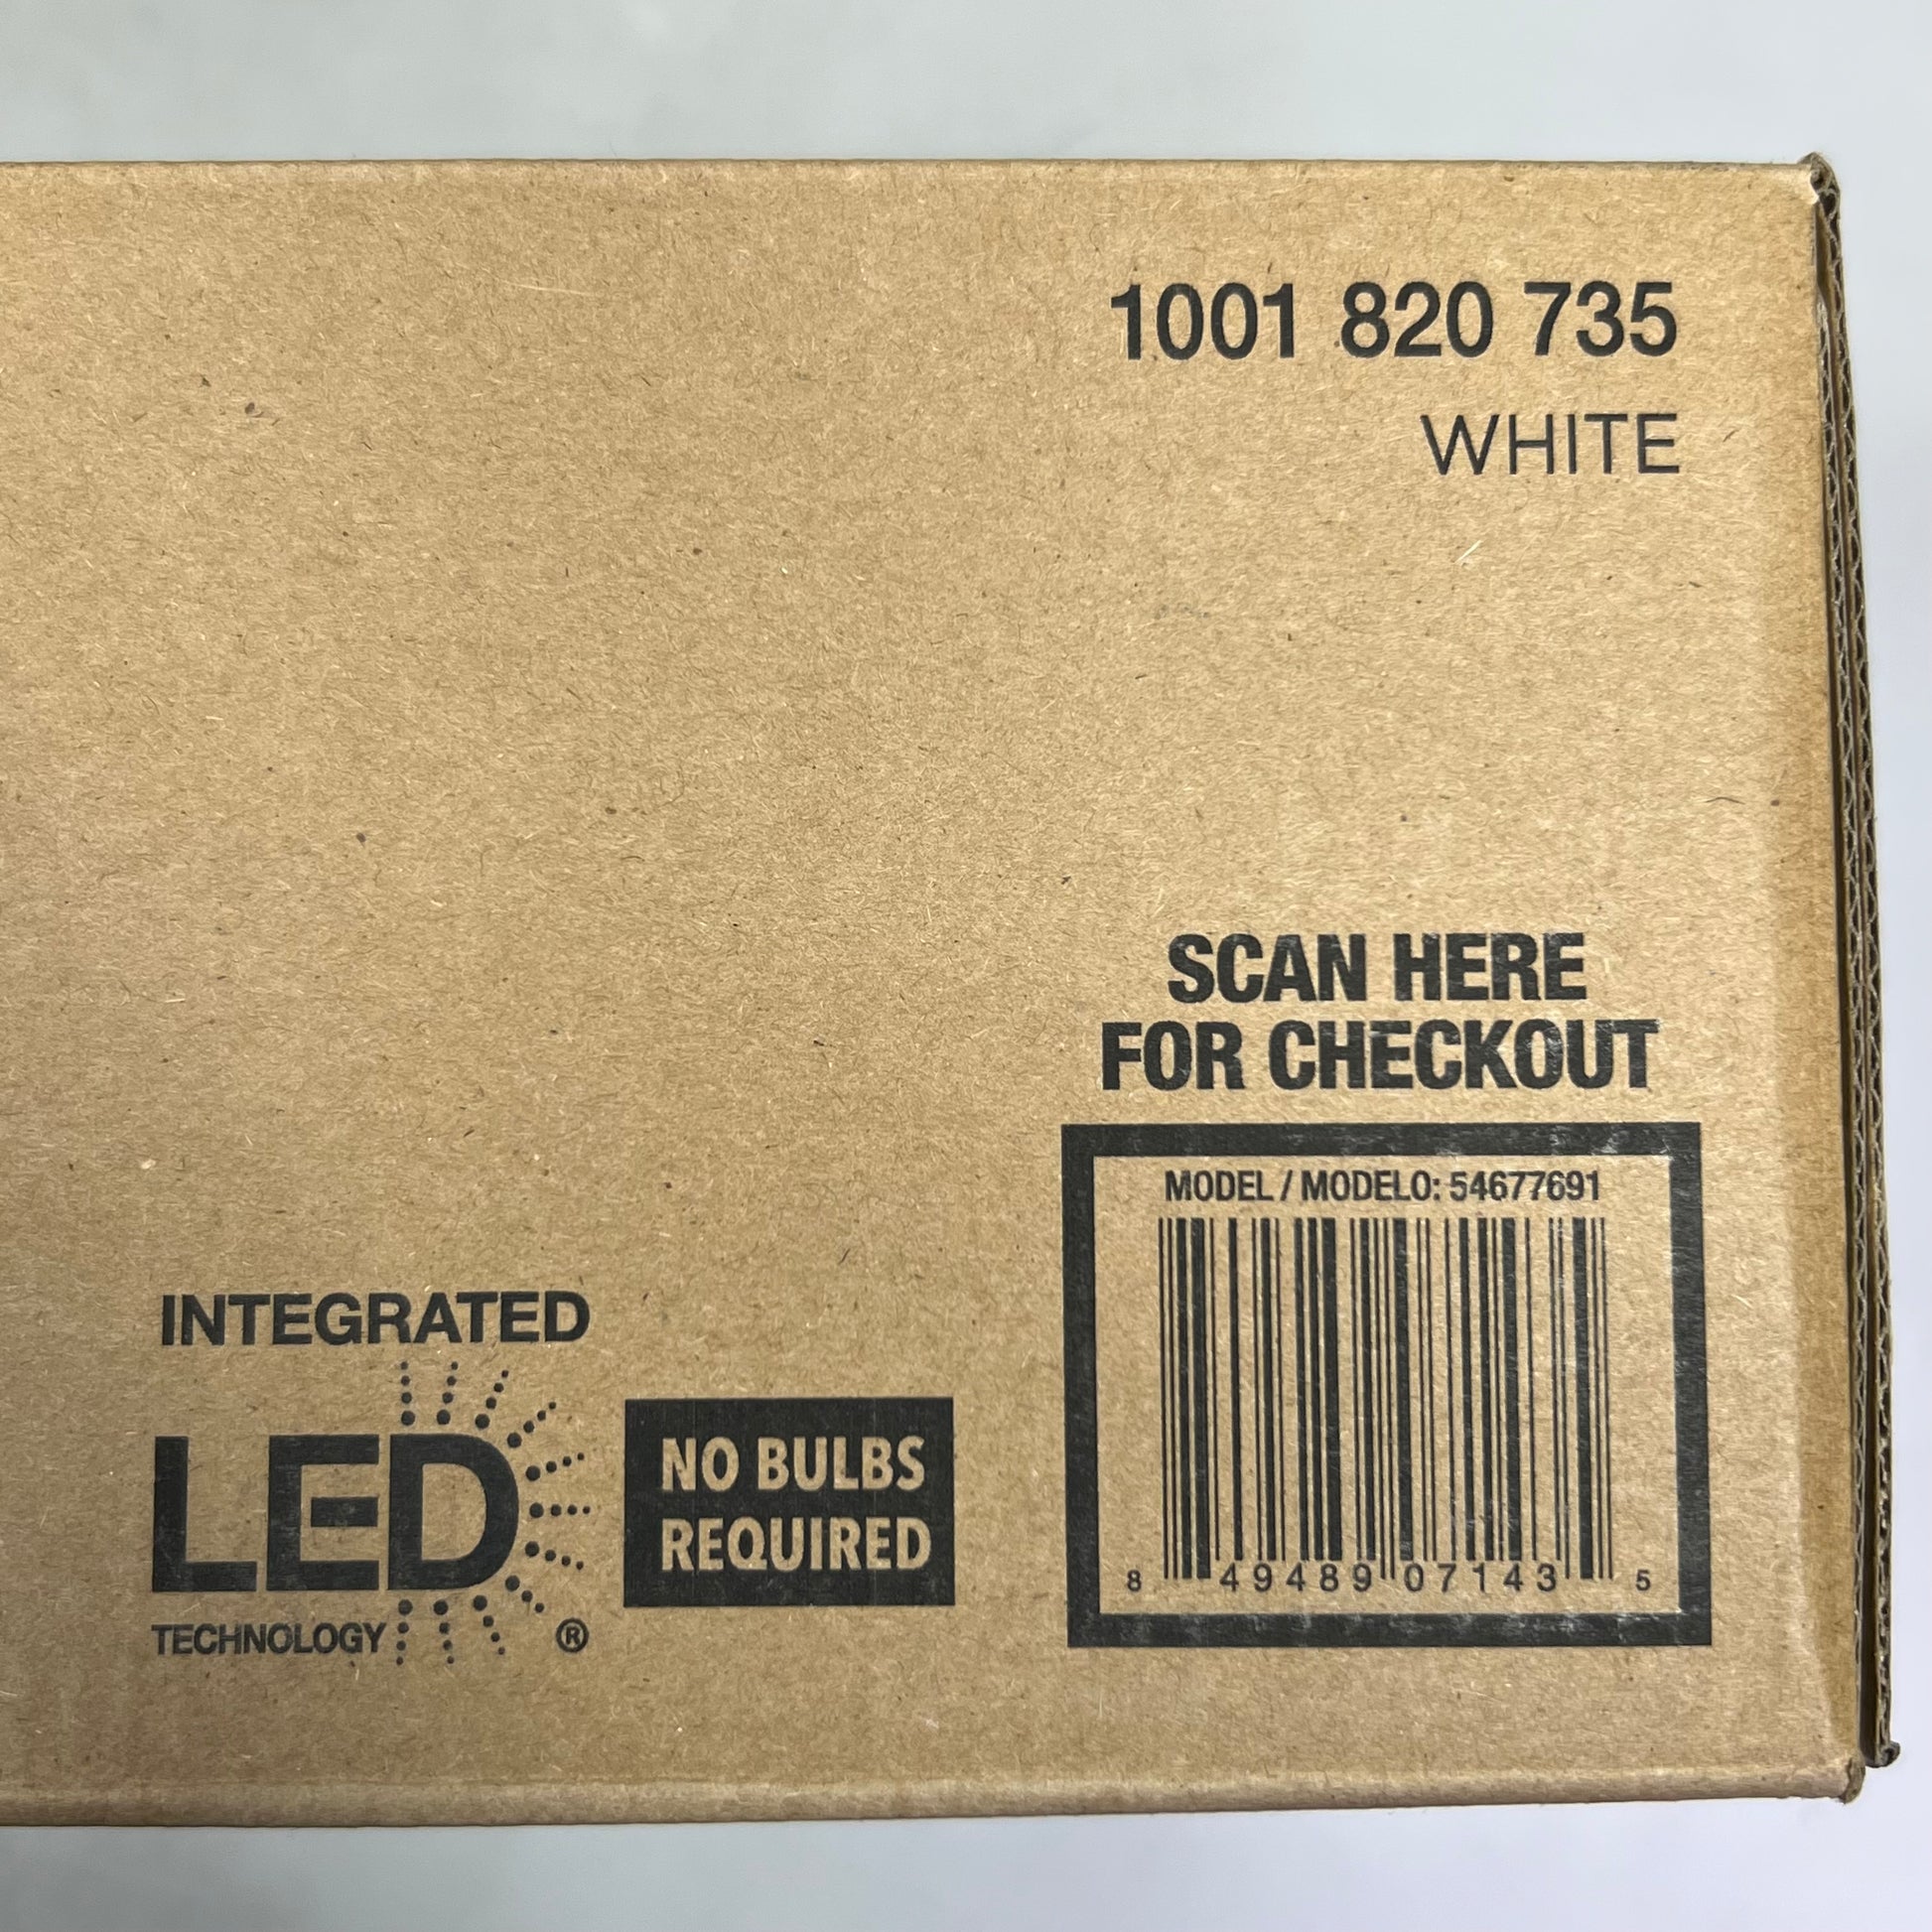 1001 820 735
WHITE
SCAN HERE
FOR CHECKOUT
MODEL / MODELO: 54677691
8 49489 07143 5
INTEGRATED
LED
TECHNOLOGY ®
NO BULBS
REQUIRED